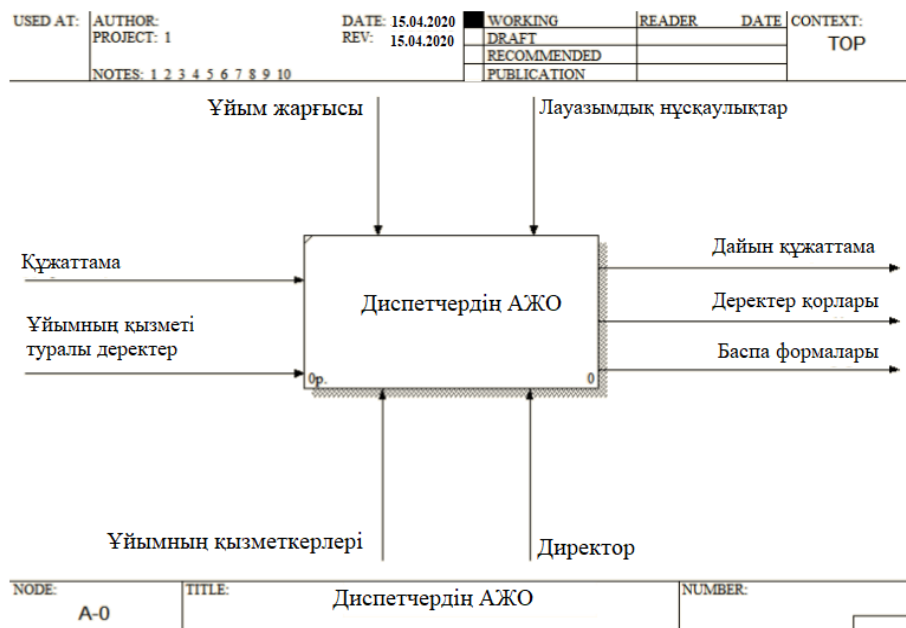 USED AT: AUTHOR: DATE: 15.04.2020 WORKING READER DATE CONTEXT:
PROJECT: 1 REV: 15.04.2020 DRAFT TOP
RECOMMENDED
NOTES: 1 2 3 4 5 6 7 8 9 10 PUBLICATION
Ұйым жарғысы
Лауазымдық нұсқаулықтар
Құжаттама
Ұйымның қызметі
туралы деректер
Диспетчердің АЖО
0р. 0
Дайын құжаттама
Деректер қорлары
Баспа формалары
Ұйымның қызметкерлері
Директор
NODE: TITLE: Диспетчердің АЖО NUMBER:
A-0